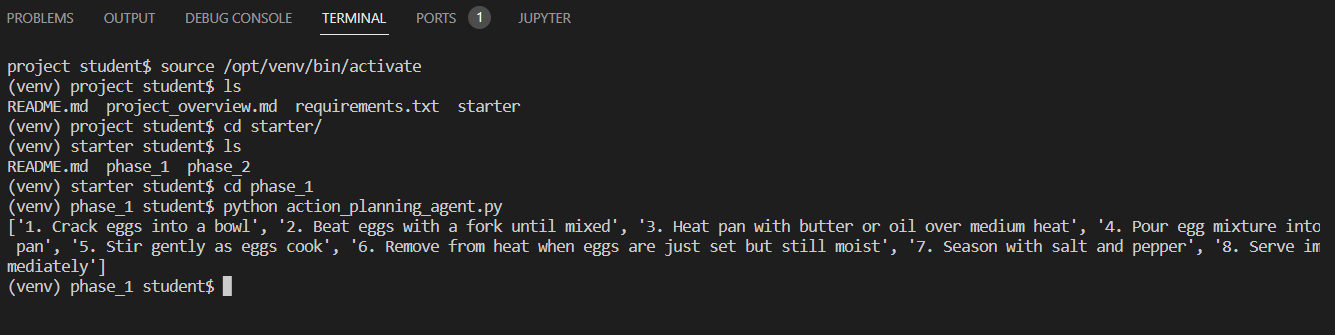 PROBLEMS OUTPUT DEBUG CONSOLE TERMINAL PORTS 1 JUPYTER
project student$ source /opt/venv/bin/activate
(venv) project student$ ls
README.md  project_overview.md  requirements.txt  starter
(venv) project student$ cd starter/
(venv) starter student$ ls
README.md  phase_1  phase_2
(venv) starter student$ cd phase_1
(venv) phase_1 student$ python action_planning_agent.py
['1. Crack eggs into a bowl', '2. Beat eggs with a fork until mixed', '3. Heat pan with butter or oil over medium heat', '4. Pour egg mixture into
 pan', '5. Stir gently as eggs cook', '6. Remove from heat when eggs are just set but still moist', '7. Season with salt and pepper', '8. Serve im
mediately']
(venv) phase_1 student$